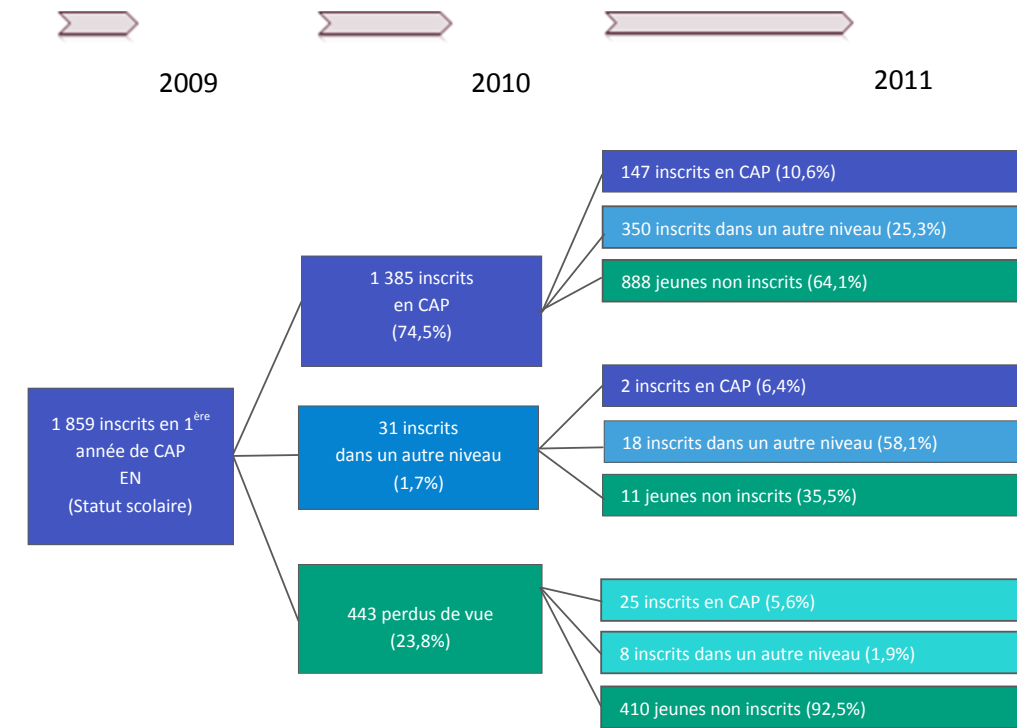 2009
2010
2011
147 inscrits en CAP (10,6%)
350 inscrits dans un autre niveau (25,3%)
888 jeunes non inscrits (64,1%)
1 385 inscrits
en CAP
(74,5%)
2 inscrits en CAP (6,4%)
18 inscrits dans un autre niveau (58,1%)
11 jeunes non inscrits (35,5%)
31 inscrits
dans un autre niveau
(1,7%)
1 859 inscrits en 1ère
année de CAP
EN
(Statut scolaire)
443 perdus de vue
(23,8%)
25 inscrits en CAP (5,6%)
8 inscrits dans un autre niveau (1,9%)
410 jeunes non inscrits (92,5%)